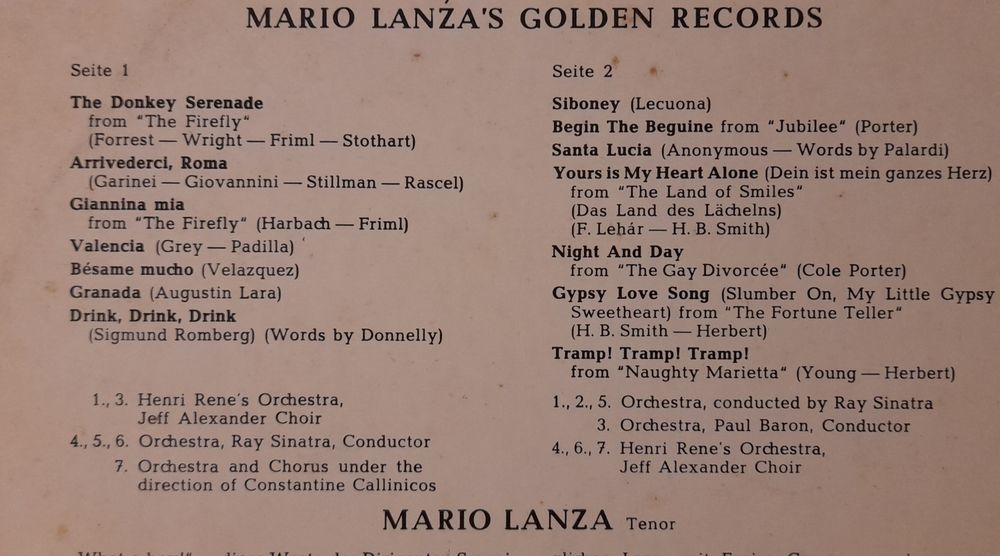 MARIO LANZA'S GOLDEN RECORDS
Seite 1
The Donkey Serenade
from "The Firefly"
(Forrest — Wright — Friml — Stothart)
Arrivederci, Roma
(Garinei — Giovannini — Stillman — Rascel)
Giannina mia
from "The Firefly" (Harbach — Friml)
Valencia (Grey — Padilla)
Bésame mucho (Velazquez)
Granada (Augustin Lara)
Drink, Drink, Drink
(Sigmund Romberg) (Words by Donnelly)
1., 3. Henri Rene's Orchestra,
Jeff Alexander Choir
4., 5., 6. Orchestra, Ray Sinatra, Conductor
7. Orchestra and Chorus under the
direction of Constantine Callinicos
Seite 2
Siboney (Lecuona)
Begin The Beguine from "Jubilee" (Porter)
Santa Lucia (Anonymous — Words by Palardi)
Yours is My Heart Alone (Dein ist mein ganzes Herz)
from "The Land of Smiles"
(Das Land des Lächelns)
(F. Lehár — H. B. Smith)
Night And Day
from "The Gay Divorcée" (Cole Porter)
Gypsy Love Song (Slumber On, My Little Gypsy
Sweetheart) from "The Fortune Teller"
(H. B. Smith — Herbert)
Tramp! Tramp! Tramp!
from "Naughty Marietta" (Young — Herbert)
1., 2., 5. Orchestra, conducted by Ray Sinatra
3. Orchestra, Paul Baron, Conductor
4., 6., 7. Henri Rene's Orchestra,
Jeff Alexander Choir
MARIO LANZA Tenor